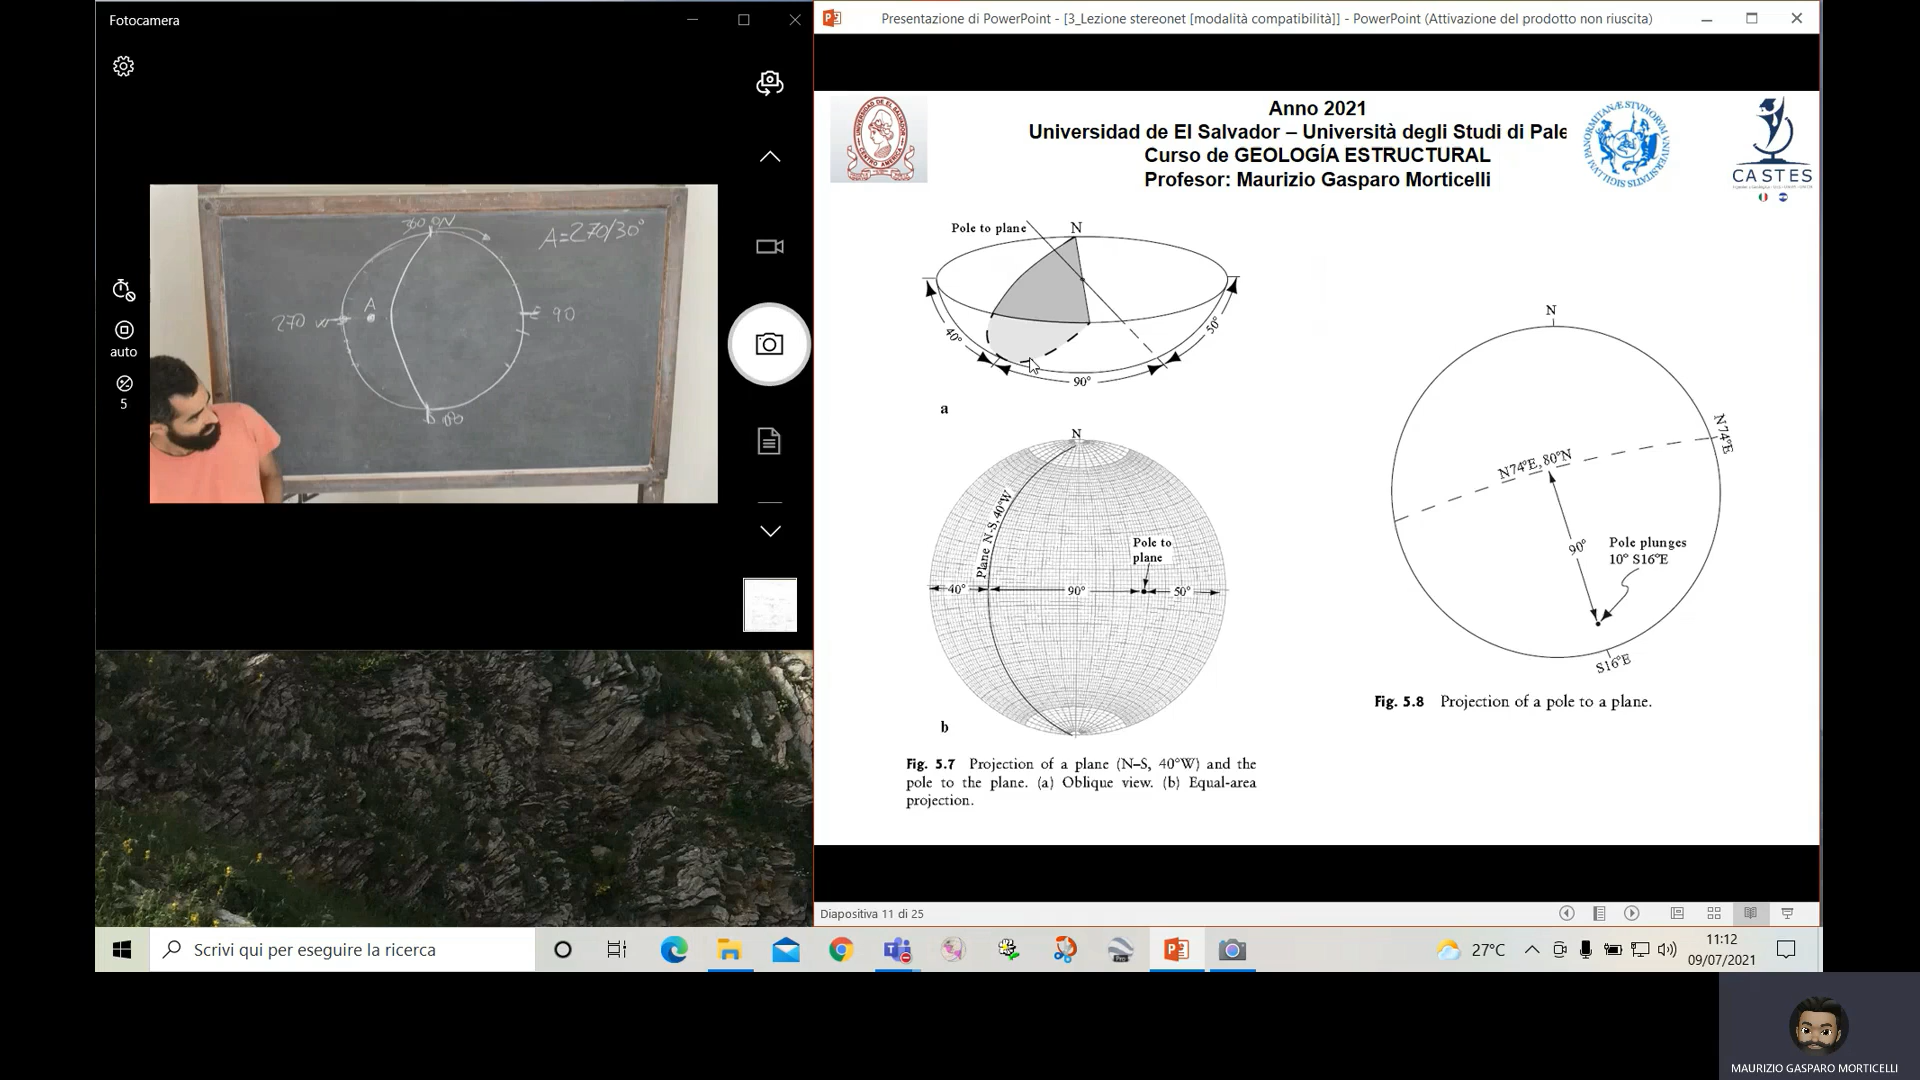 Fotocamera
Presentazione di PowerPoint - [3_Lezione stereonet [modalità compatibilità]] - PowerPoint (Attivazione del prodotto non riuscita)
auto
5
360 0 N
A=270/30°
A
270 W
E 90
180
Anno 2021
Universidad de El Salvador – Università degli Studi di Pale
Curso de GEOLOGÍA ESTRUCTURAL
Profesor: Maurizio Gasparo Morticelli
CASTES
Pole to plane
N
40°
50°
90°
a
N
Plane N-S, 40°W
Pole to
plane
40°
90°
50°
b
Fig. 5.7 Projection of a plane (N–S, 40°W) and the
pole to the plane. (a) Oblique view. (b) Equal-area
projection.
N
N74°E
N74°E, 80°N
90°
Pole plunges
10° S16°E
S16°E
Fig. 5.8 Projection of a pole to a plane.
Diapositiva 11 di 25
Scrivi qui per eseguire la ricerca
27°C
11:12
09/07/2021
MAURIZIO GASPARO MORTICELLI